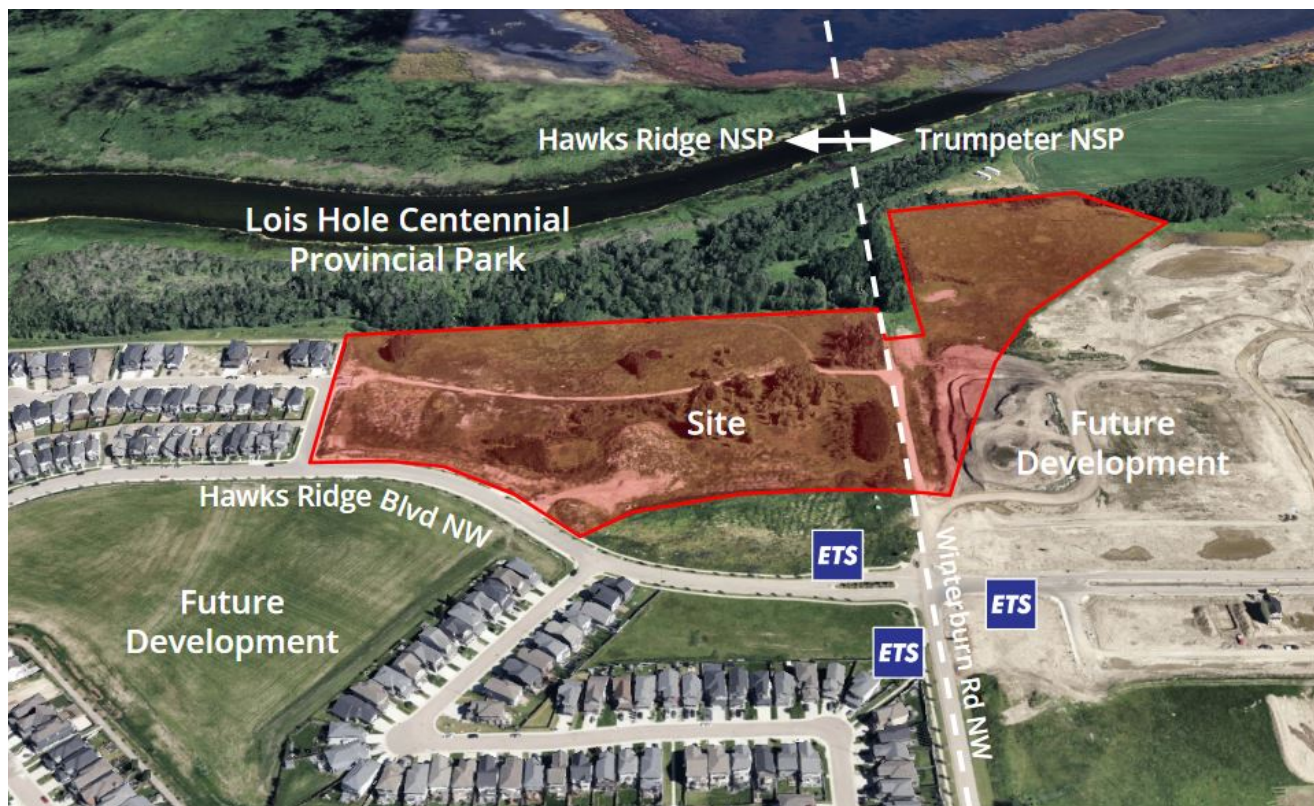 Hawks Ridge NSP
Trumpeter NSP
Lois Hole Centennial
Provincial Park
Site
Future
Development
Hawks Ridge Blvd NW
Future
Development
ETS
ETS
ETS
Winterburn Rd NW